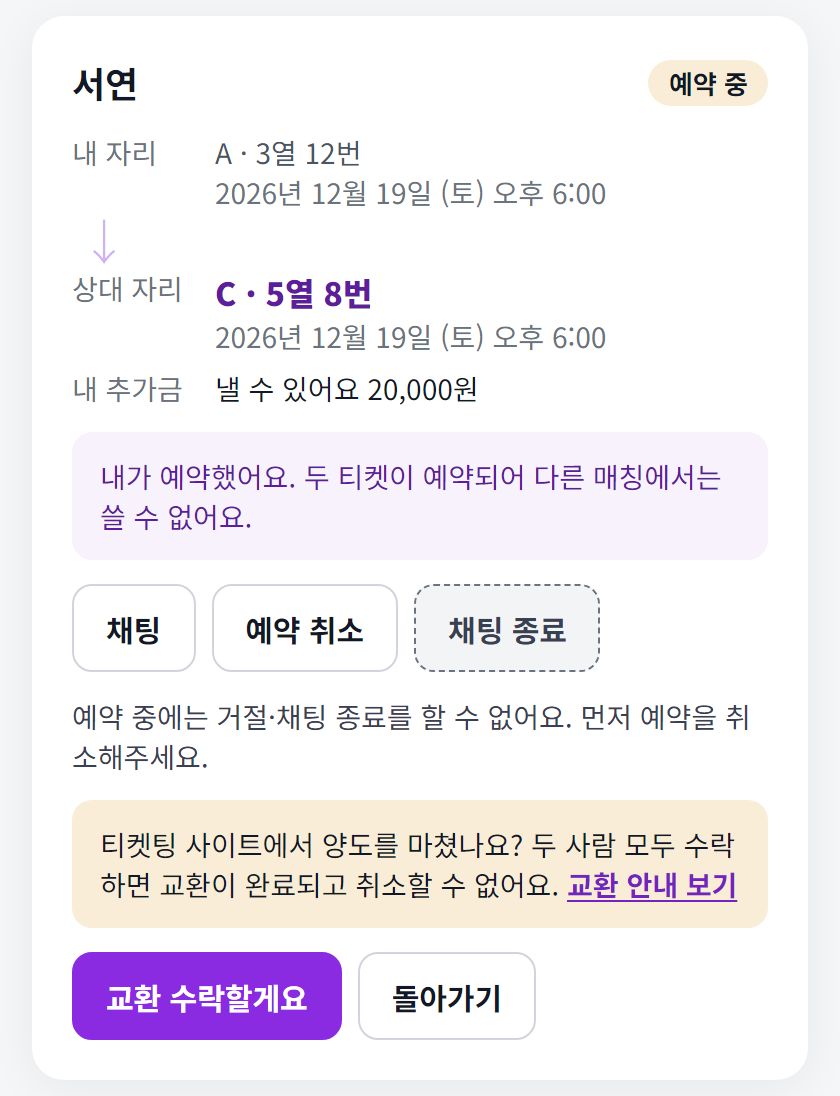 서연
예약 중
내 자리
A · 3열 12번
2026년 12월 19일 (토) 오후 6:00
상대 자리
C · 5열 8번
2026년 12월 19일 (토) 오후 6:00
내 추가금
낼 수 있어요 20,000원
내가 예약했어요. 두 티켓이 예약되어 다른 매칭에서는
쓸 수 없어요.
채팅
예약 취소
채팅 종료
예약 중에는 거절·채팅 종료를 할 수 없어요. 먼저 예약을 취
소해주세요.
티켓팅 사이트에서 양도를 마쳤나요? 두 사람 모두 수락
하면 교환이 완료되고 취소할 수 없어요. 교환 안내 보기
교환 수락할게요
돌아가기